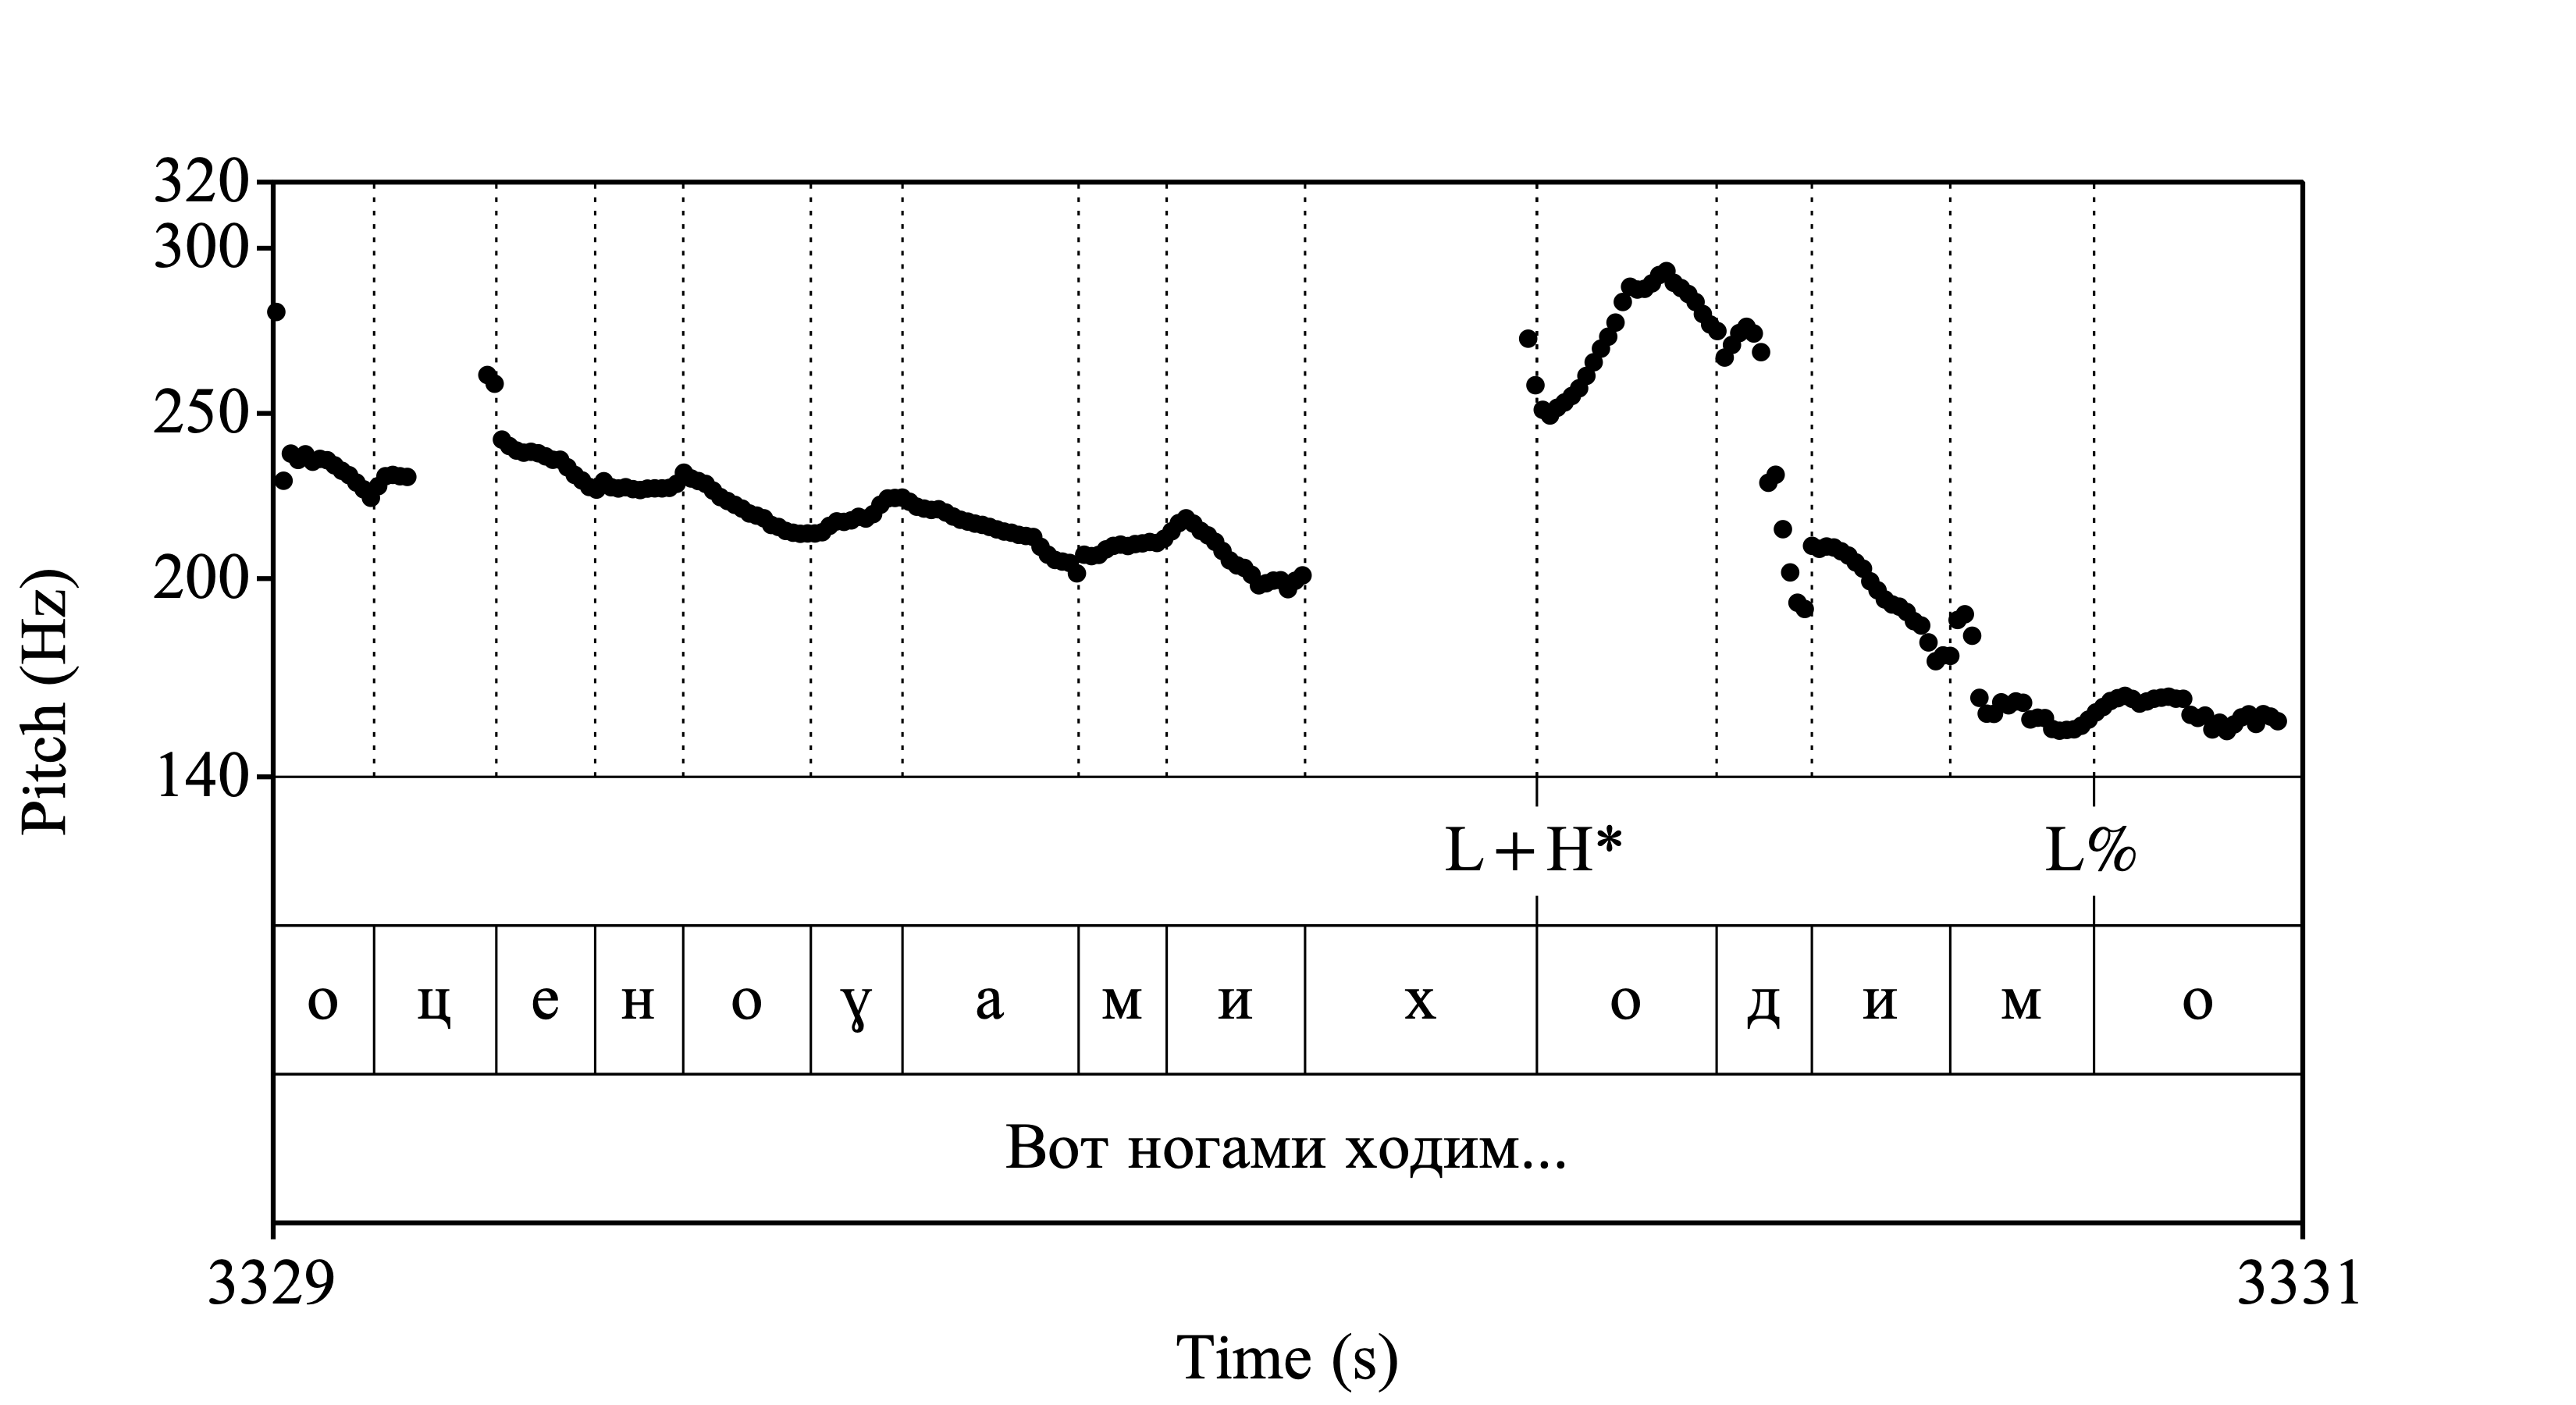 320
300
250
200
140
Pitch (Hz)
L+H* L%
о ц е н о ɣ а м и х о д и м о
Вот ногами ходим...
3329 3331
Time (s)